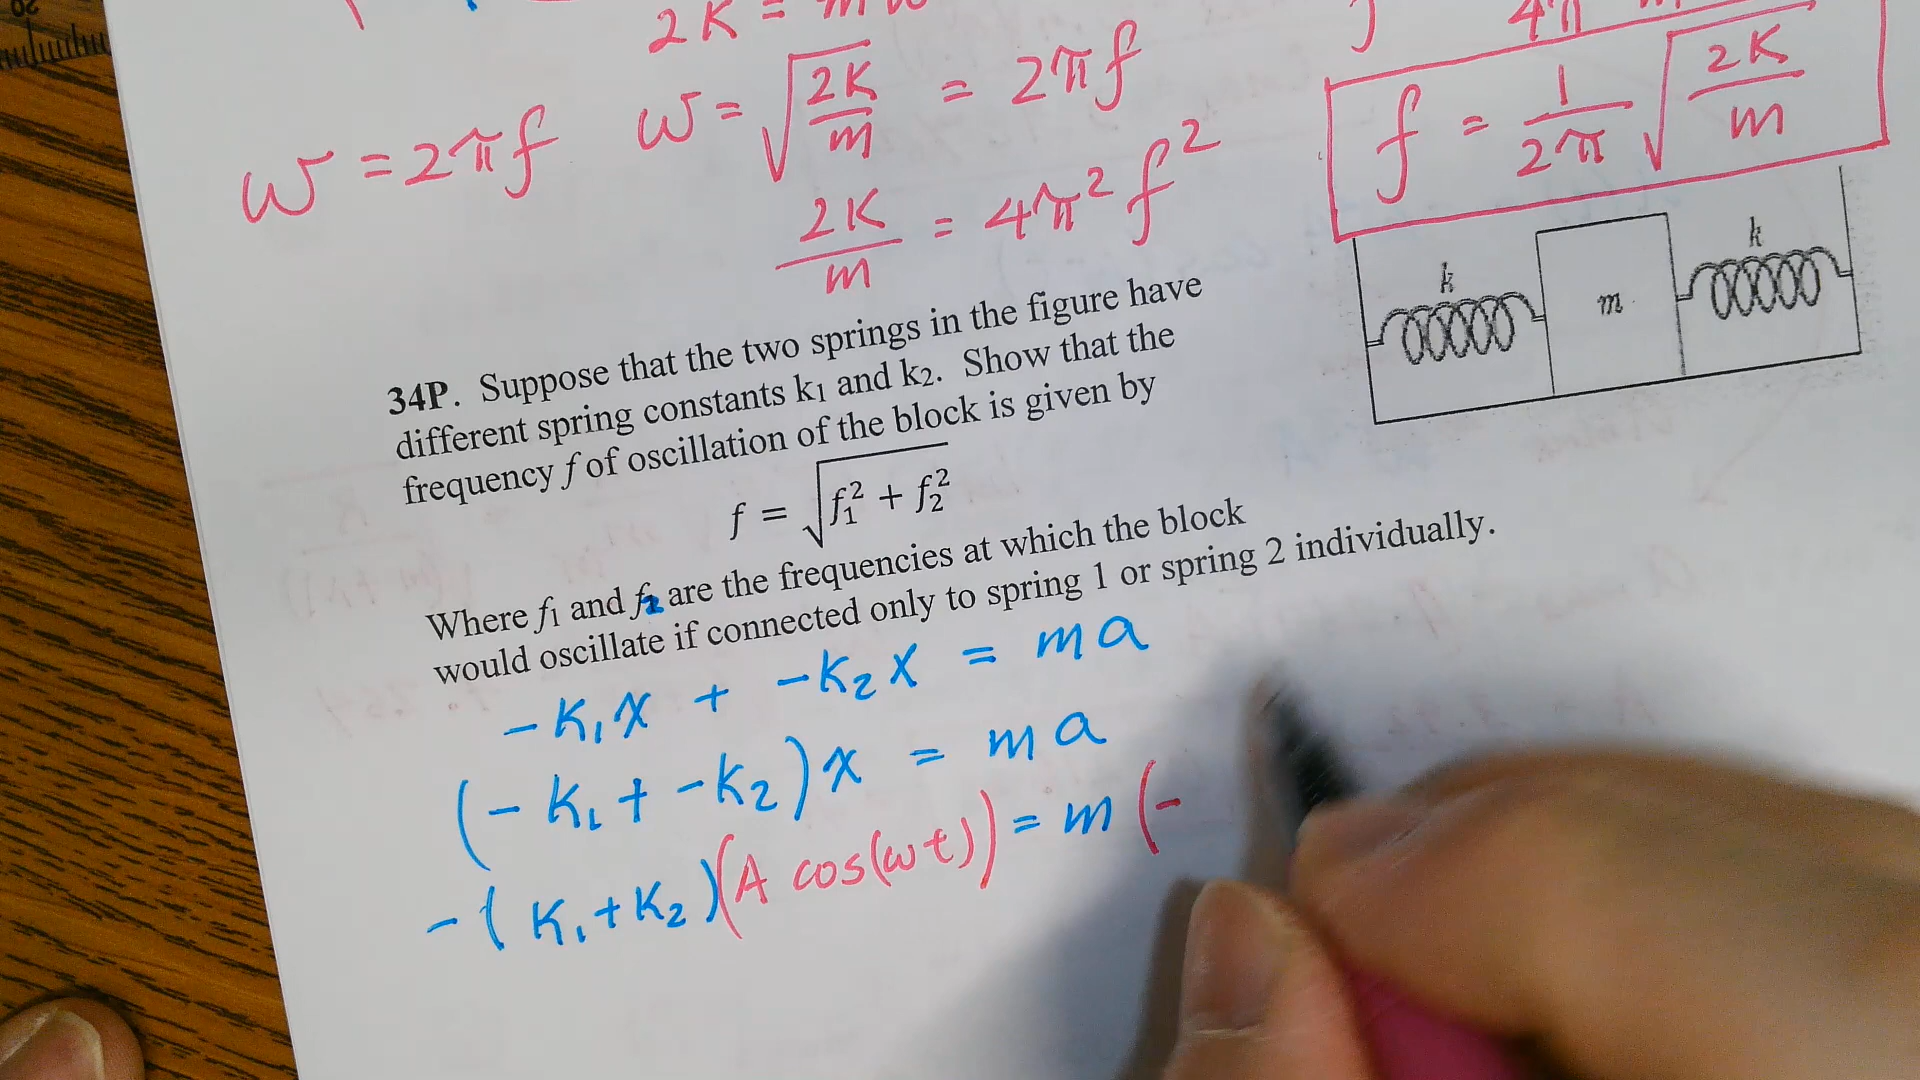 2K = mw
4π
w = 2πf
w = √(2K/m) = 2πf
2K/m = 4π²f²
f = 1/2π √(2K/m)
k
m
k
34P. Suppose that the two springs in the figure have
different spring constants k₁ and k₂. Show that the
frequency f of oscillation of the block is given by
f = √(f₁² + f₂²)
Where f₁ and f₂ are the frequencies at which the block
would oscillate if connected only to spring 1 or spring 2 individually.
-K₁x + -K₂x = ma
(-K₁ + -K₂)x = ma
-(K₁+K₂)(A cos(wt)) = m(-